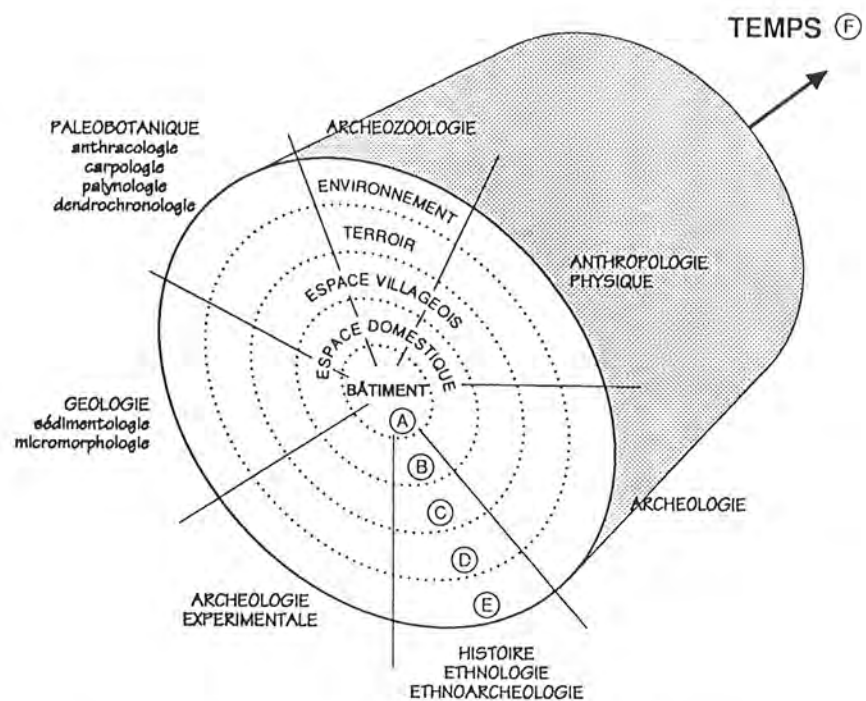 TEMPS Ⓕ
PALEOBOTANIQUE
anthracologie
carpologie
palynologie
dendrochronologie
ARCHEOZOOLOGIE
ENVIRONNEMENT
TERROIR
ESPACE VILLAGEOIS
ESPACE DOMESTIQUE
BÂTIMENT
ANTHROPOLOGIE
PHYSIQUE
GEOLOGIE
sédimentologie
micromorphologie
Ⓐ
Ⓑ
Ⓒ
Ⓓ
Ⓔ
ARCHEOLOGIE
ARCHEOLOGIE
EXPERIMENTALE
HISTOIRE
ETHNOLOGIE
ETHNOARCHEOLOGIE